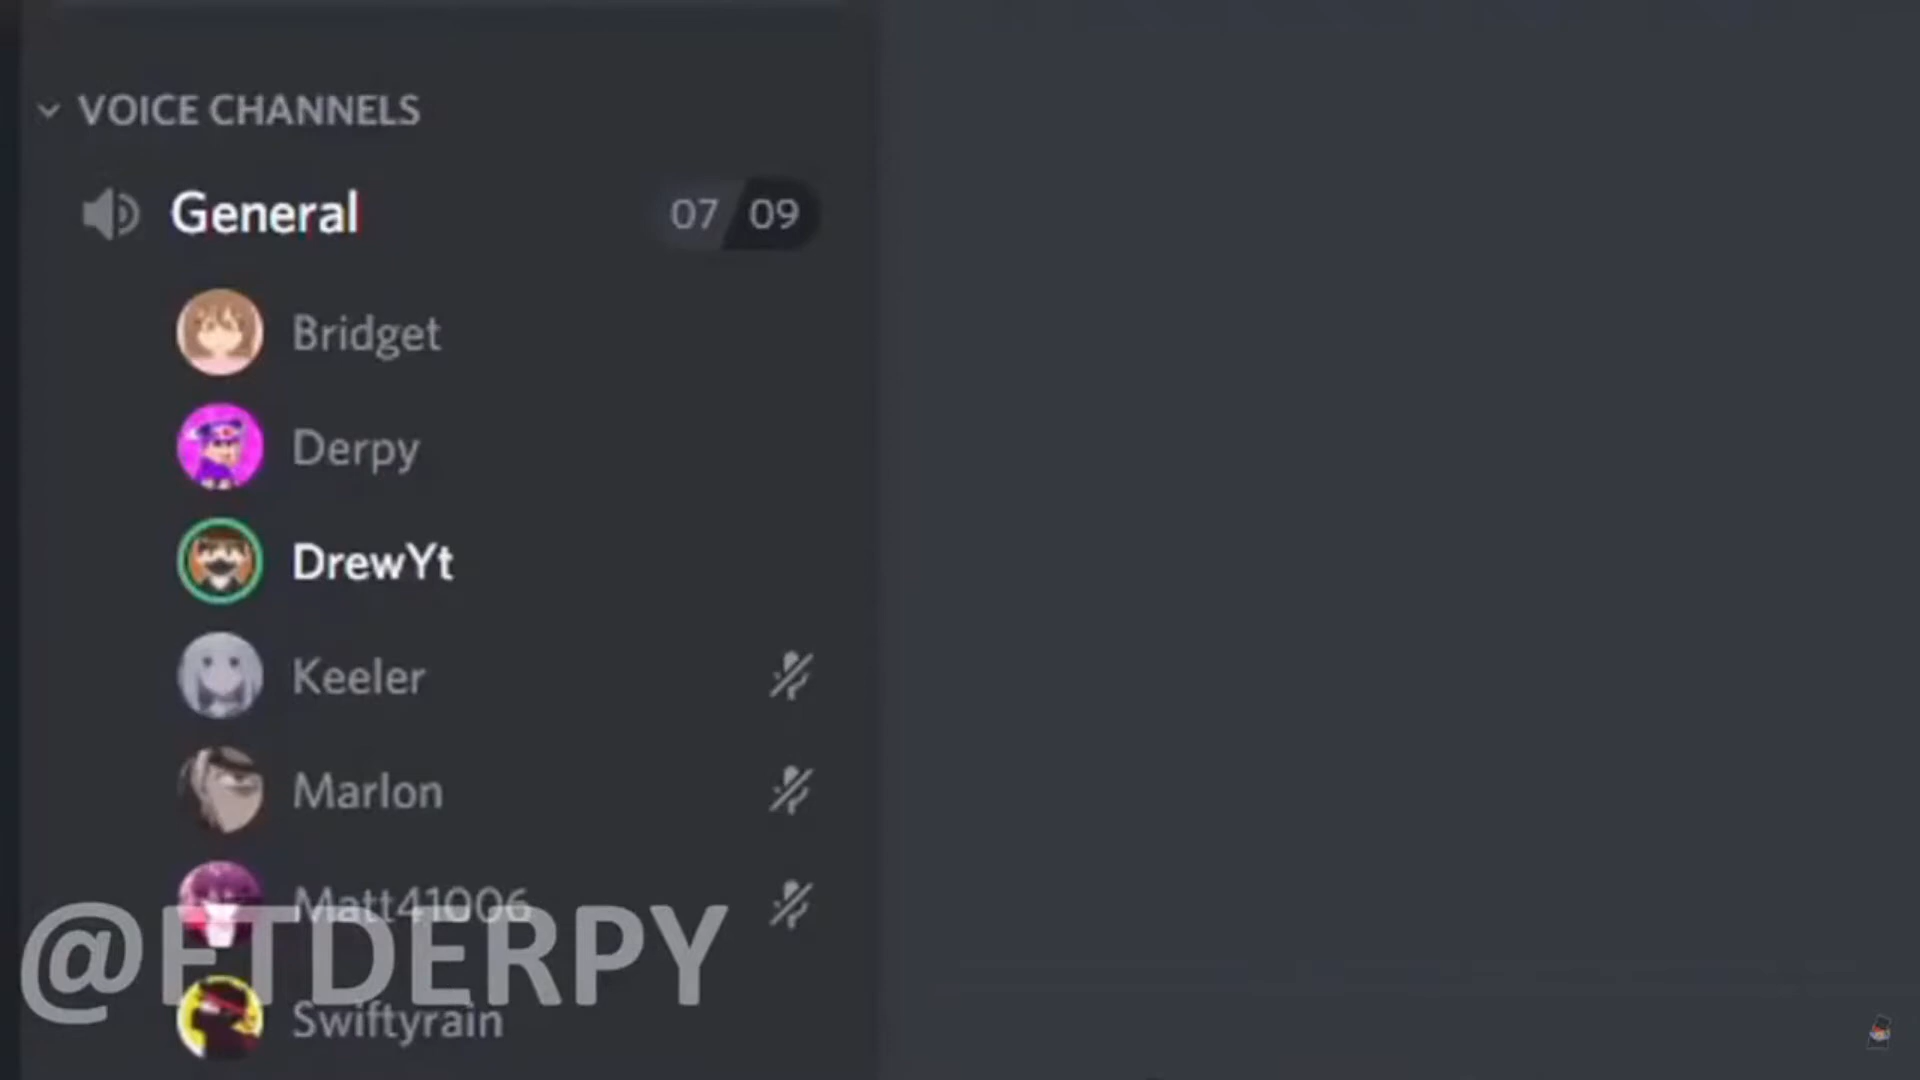 VOICE CHANNELS
General 07 09
Bridget
Derpy
DrewYt
Keeler
Marlon
Matt41006
@FTDERPY
Swiftyrain